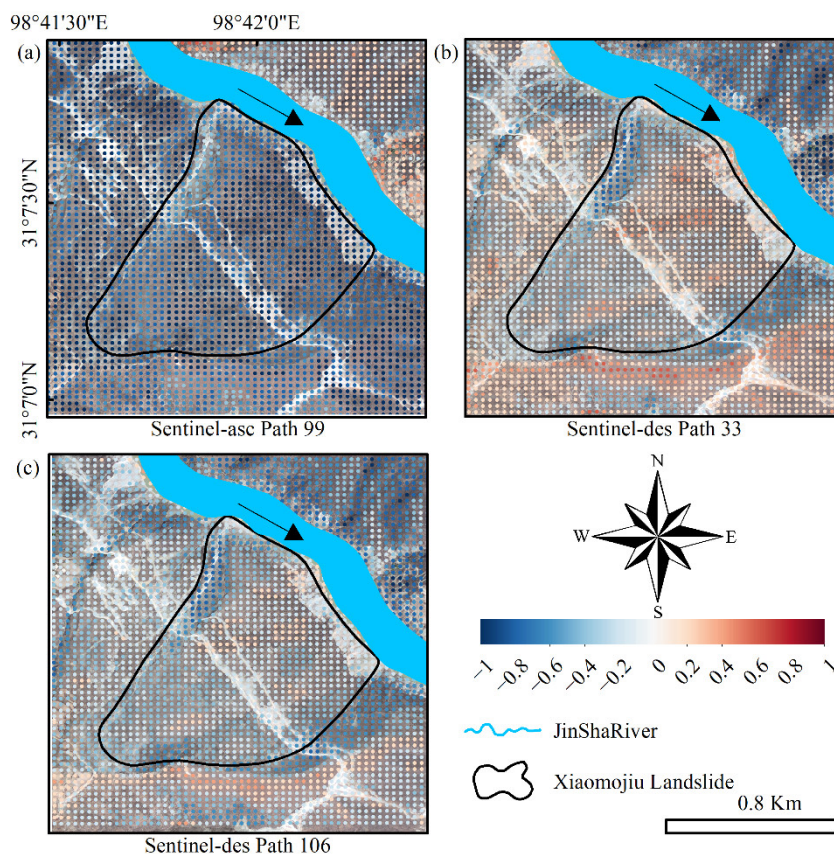 98°41'30"E 98°42'0"E
(a)
(b)
31°7'30"N
31°7'0"N
Sentinel-asc Path 99
Sentinel-des Path 33
(c)
N
W E
S
−1 −0.8 −0.6 −0.4 −0.2 0 0.2 0.4 0.6 0.8 1
JinShaRiver
Xiaomojiu Landslide
0.8 Km
Sentinel-des Path 106